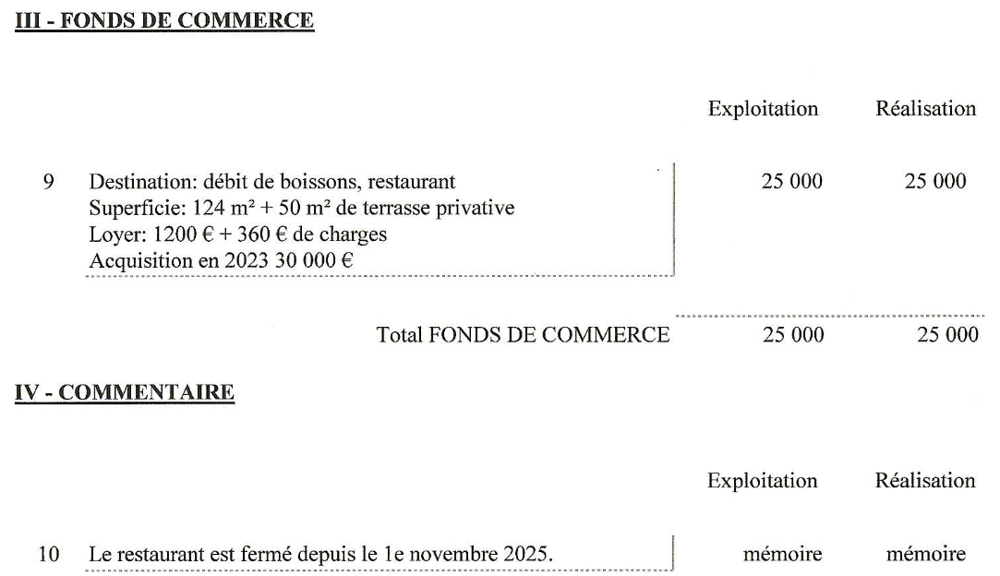 III - FONDS DE COMMERCE
Exploitation Réalisation
9 Destination: débit de boissons, restaurant 25 000 25 000
Superficie: 124 m² + 50 m² de terrasse privative
Loyer: 1200 € + 360 € de charges
Acquisition en 2023 30 000 €
Total FONDS DE COMMERCE 25 000 25 000
IV - COMMENTAIRE
Exploitation Réalisation
10 Le restaurant est fermé depuis le 1e novembre 2025. mémoire mémoire